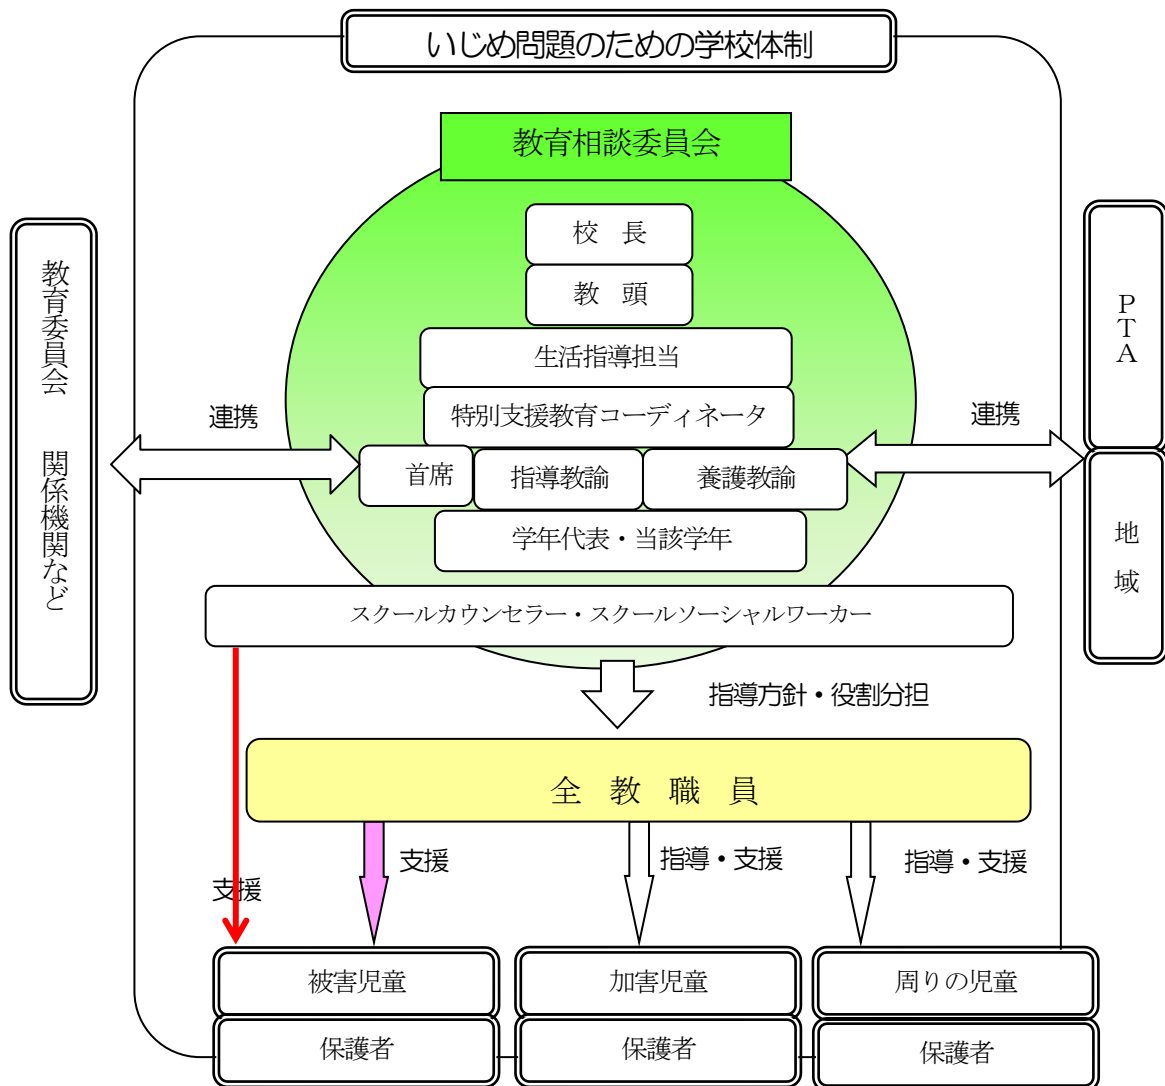 いじめ問題のための学校体制
教育相談委員会
校　長
教　頭
生活指導担当
特別支援教育コーディネータ
首席
指導教諭
養護教諭
学年代表・当該学年
スクールカウンセラー・スクールソーシャルワーカー
教育委員会　関係機関など
連携
連携
ＰＴＡ
地　域
指導方針・役割分担
全　教　職　員
支援
支援
指導・支援
指導・支援
被害児童
加害児童
周りの児童
保護者
保護者
保護者